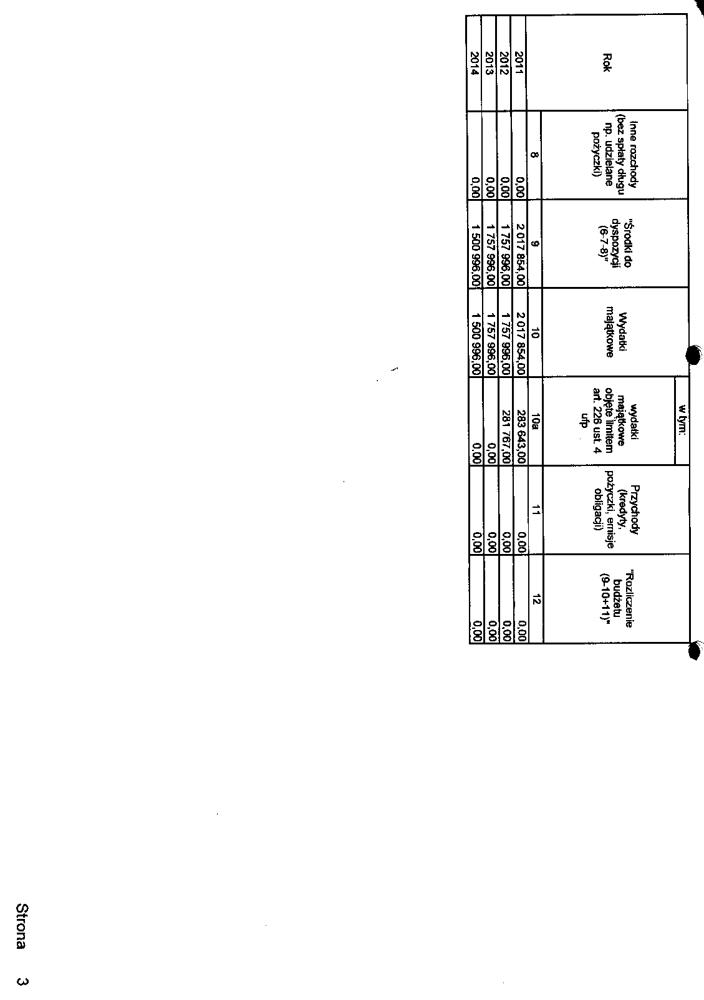 w tym:
Rok
Inne rozchody
(bez spłaty długu
np. udzielane
pożyczki)
"Środki do
dyspozycji
(6-7-8)"
Wydatki
majątkowe
wydatki
majątkowe
objęte limitem
art. 226 ust. 4
ufp
Przychody
(kredyty,
pożyczki, emisje
obligacji)
"Rozliczenie
budżetu
(9-10+11)"
8 9 10 10a 11 12
2011 0,00 2 017 854,00 2 017 854,00 283 643,00 0,00 0,00
2012 0,00 1 757 996,00 1 757 996,00 281 767,00 0,00 0,00
2013 0,00 1 757 996,00 1 757 996,00 0,00 0,00 0,00
2014 0,00 1 500 996,00 1 500 996,00 0,00 0,00 0,00
Strona 3